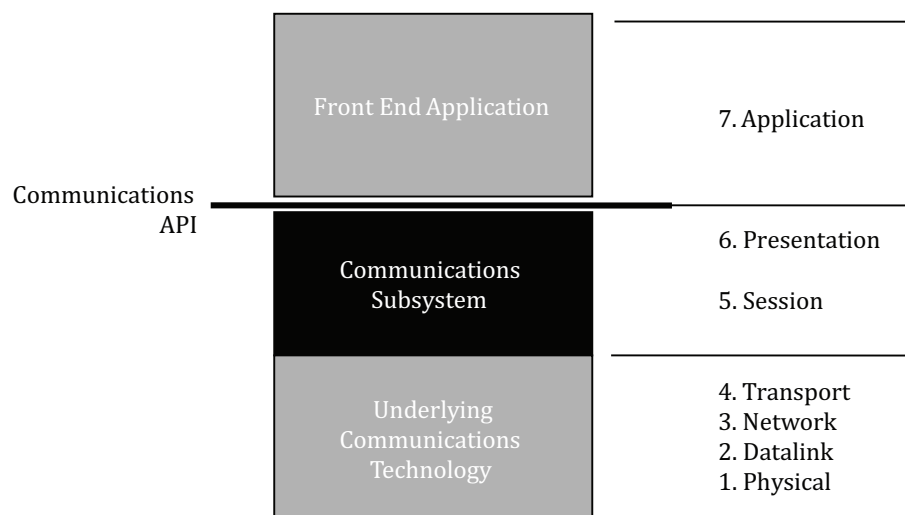 Front End Application
7. Application
Communications
API
6. Presentation
Communications
Subsystem
5. Session
4. Transport
Underlying
Communications
Technology
3. Network
2. Datalink
1. Physical